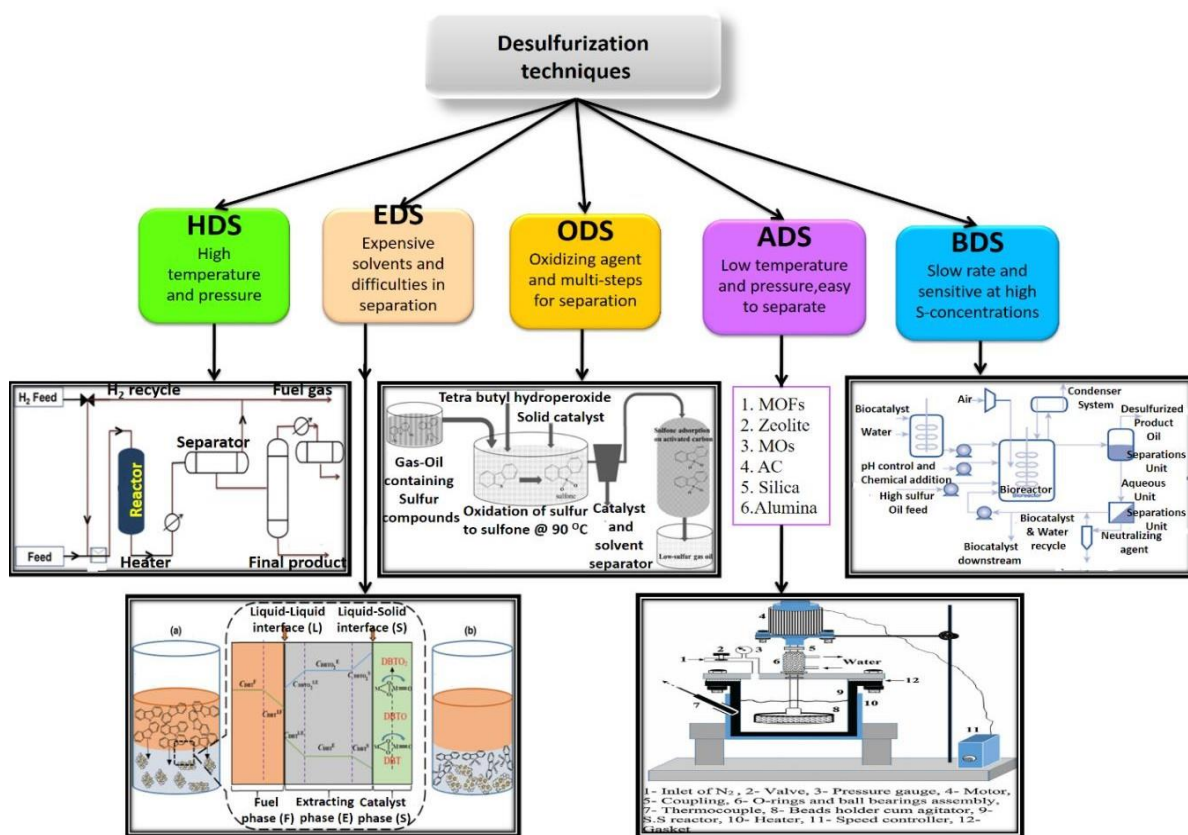 Desulfurization
techniques
HDS
High
temperature
and pressure
EDS
Expensive
solvents and
difficulties in
separation
ODS
Oxidizing agent
and multi-steps
for separation
ADS
Low temperature
and pressure,easy
to separate
BDS
Slow rate and
sensitive at high
S-concentrations
H₂ Feed
H₂ recycle
Fuel gas
Separator
Reactor
Feed
Heater
Final product
Tetra butyl hydroperoxide
Solid catalyst
Gas-Oil
containing
Sulfur
compounds
sulfone
Oxidation of sulfur
to sulfone @ 90 ⁰C
Catalyst
and
solvent
separator
Sulfone adsorption
on activated carbon
Low-sulfur gas oil
1. MOFs
2. Zeolite
3. MOs
4. AC
5. Silica
6.Alumina
Air
Condenser
System
Biocatalyst
Water
Desulfurized
Product
Oil
Separations
Unit
pH control and
Chemical addition
High sulfur
Oil feed
Bioreactor
Bioreactor
Aqueous
Unit
Separations
Unit
Biocatalyst
& Water
recycle
Neutralizing
agent
Biocatalyst
downstream
(a)
Liquid-Liquid
interface (L)
Liquid-Solid
interface (S)
(b)
DBTO₂
DBTO
DBT
Fuel
phase (F)
Extracting
phase (E)
Catalyst
phase (S)
1
2
3
4
5
6
Water
7
8
9
10
11
12
1- Inlet of N₂ , 2- Valve, 3- Pressure gauge, 4- Motor,
5- Coupling, 6- O-rings and ball bearings assembly,
7- Thermocouple, 8- Beads holder cum agitator, 9-
S.S reactor, 10- Heater, 11- Speed controller, 12-
Gasket